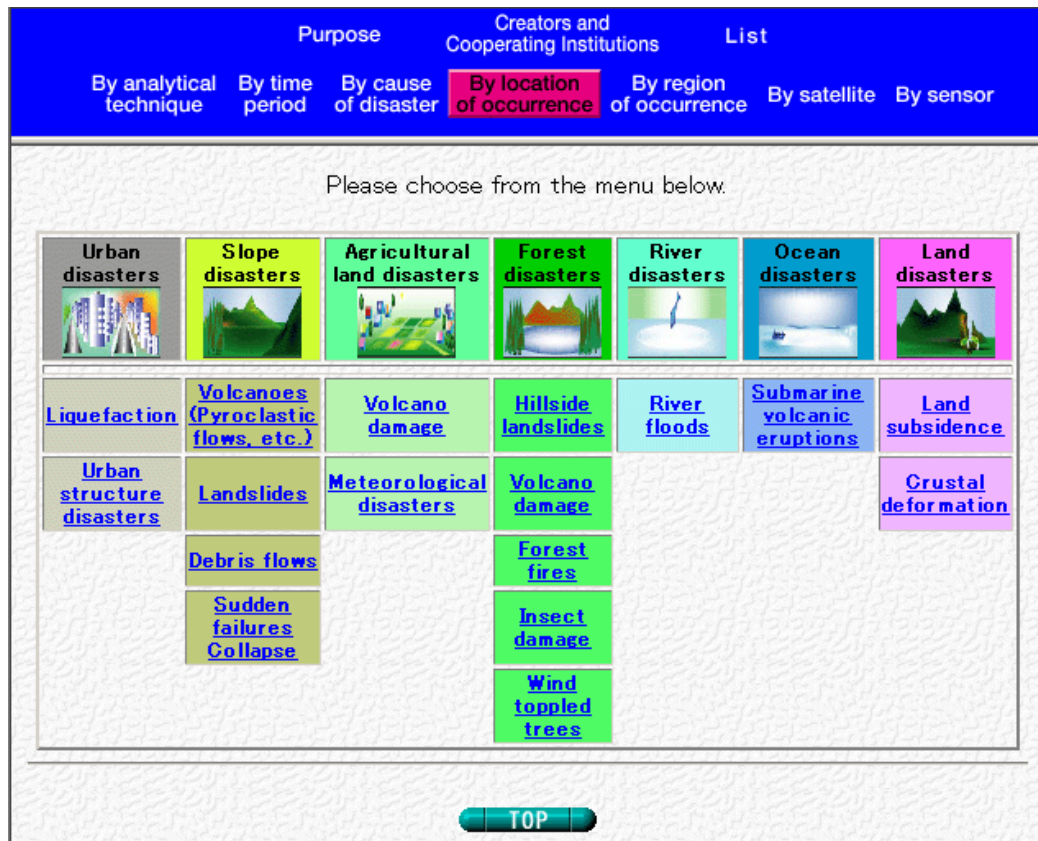 Purpose
Creators and
Cooperating Institutions
List
By analytical
technique
By time
period
By cause
of disaster
By location
of occurrence
By region
of occurrence
By satellite
By sensor
Please choose from the menu below.
Urban
disasters
Slope
disasters
Agricultural
land disasters
Forest
disasters
River
disasters
Ocean
disasters
Land
disasters
Liquefaction
Volcanoes
(Pyroclastic
flows, etc.)
Volcano
damage
Hillside
landslides
River
floods
Submarine
volcanic
eruptions
Land
subsidence
Urban
structure
disasters
Landslides
Meteorological
disasters
Volcano
damage
Crustal
deformation
Debris flows
Forest
fires
Sudden
failures
Collapse
Insect
damage
Wind
toppled
trees
TOP